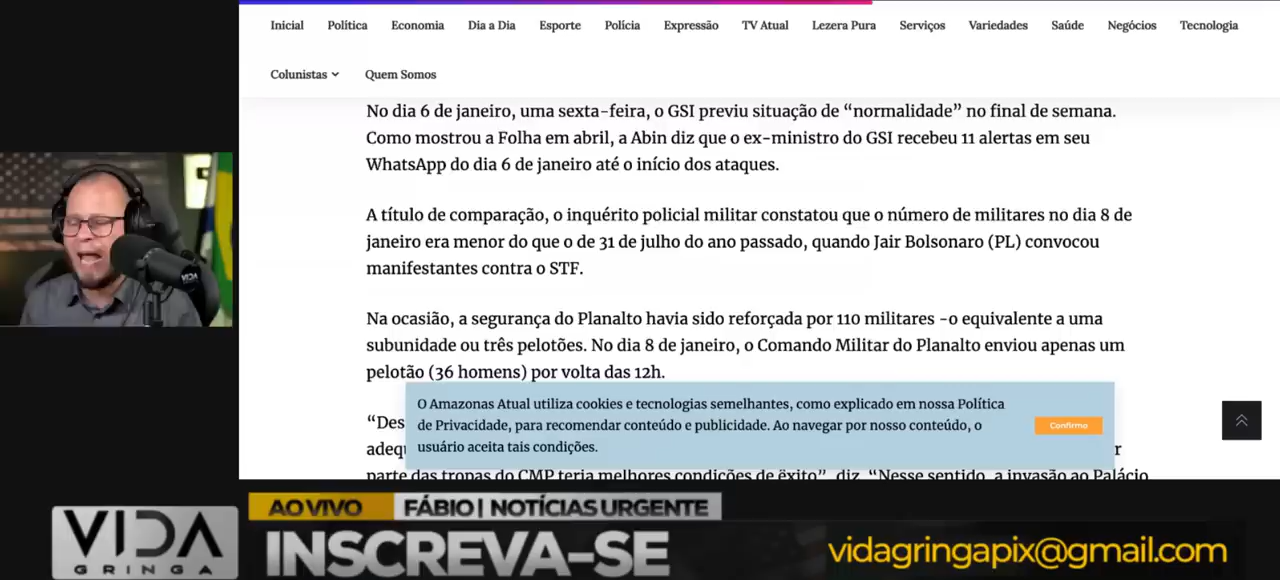 Inicial Política Economia Dia a Dia Esporte Polícia Expressão TV Atual Lezera Pura Serviços Variedades Saúde Negócios Tecnologia
Colunistas Quem Somos
No dia 6 de janeiro, uma sexta-feira, o GSI previu situação de “normalidade” no final de semana.
Como mostrou a Folha em abril, a Abin diz que o ex-ministro do GSI recebeu 11 alertas em seu
WhatsApp do dia 6 de janeiro até o início dos ataques.
A título de comparação, o inquérito policial militar constatou que o número de militares no dia 8 de
janeiro era menor do que o de 31 de julho do ano passado, quando Jair Bolsonaro (PL) convocou
manifestantes contra o STF.
Na ocasião, a segurança do Planalto havia sido reforçada por 110 militares -o equivalente a uma
subunidade ou três pelotões. No dia 8 de janeiro, o Comando Militar do Planalto enviou apenas um
pelotão (36 homens) por volta das 12h.
“Des
adeq
parte das tropas do CMP teria melhores condições de êxito”, diz. “Nesse sentido, a invasão ao Palácio
O Amazonas Atual utiliza cookies e tecnologias semelhantes, como explicado em nossa Política
de Privacidade, para recomendar conteúdo e publicidade. Ao navegar por nosso conteúdo, o
usuário aceita tais condições.
Confirmo
VIDA
VIDA
GRINGA
AO VIVO FÁBIO | NOTÍCIAS URGENTE
INSCREVA-SE
vidagringapix@gmail.com